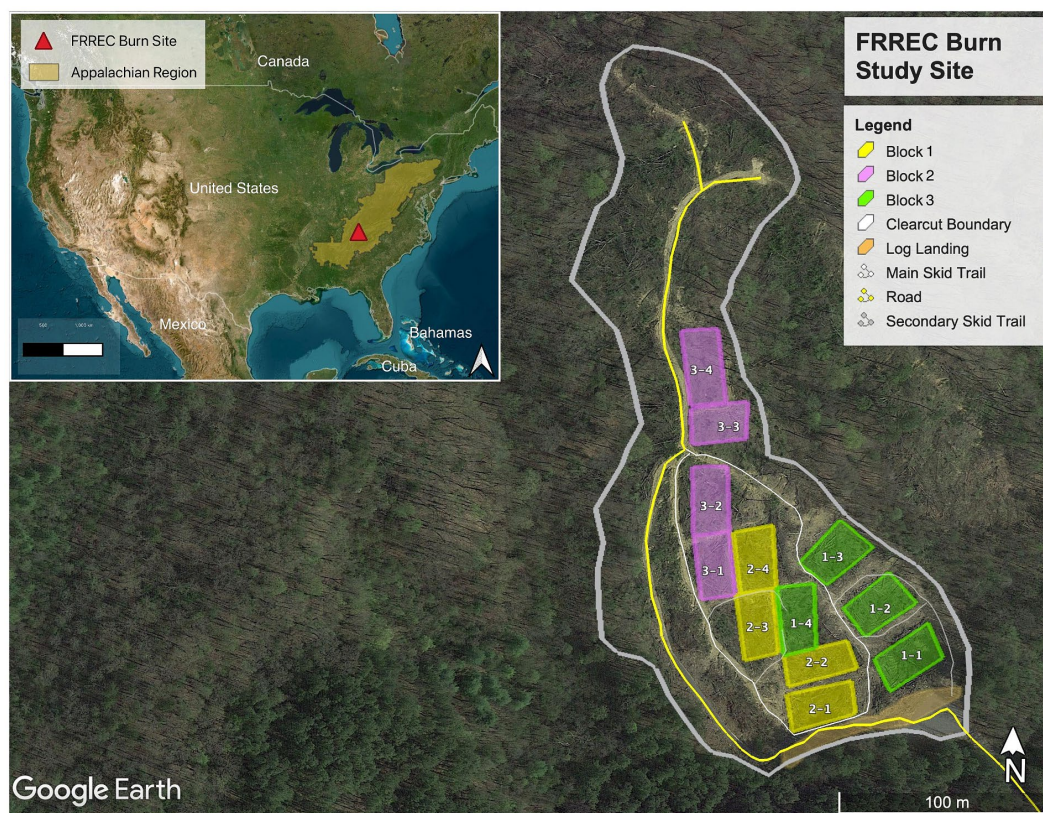 FRREC Burn Site
Appalachian Region
Canada
United States
Mexico
Bahamas
Cuba
FRREC Burn
Study Site
Legend
Block 1
Block 2
Block 3
Clearcut Boundary
Log Landing
Main Skid Trail
Road
Secondary Skid Trail
3-4
3-3
3-2
3-1
2-4
1-3
1-2
2-3
1-4
1-1
2-2
2-1
Google Earth
N
100 m